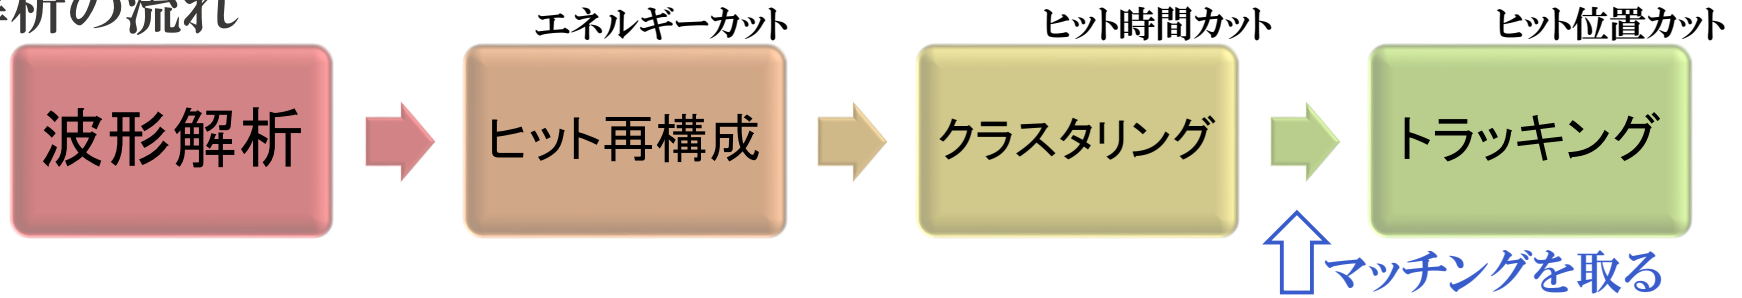 析の流れ
エネルギーカット
ヒット時間カット
ヒット位置カット
波形解析
ヒット再構成
クラスタリング
トラッキング
マッチングを取る